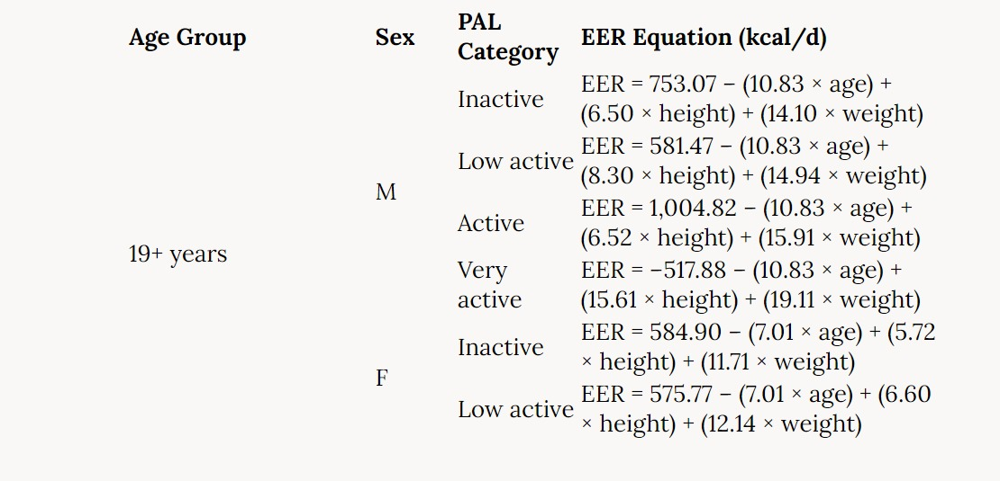 Age Group Sex PAL Category EER Equation (kcal/d)
19+ years
M
Inactive
EER = 753.07 – (10.83 × age) +
(6.50 × height) + (14.10 × weight)
Low active
EER = 581.47 – (10.83 × age) +
(8.30 × height) + (14.94 × weight)
Active
EER = 1,004.82 – (10.83 × age) +
(6.52 × height) + (15.91 × weight)
Very
active
EER = −517.88 – (10.83 × age) +
(15.61 × height) + (19.11 × weight)
F
Inactive
EER = 584.90 – (7.01 × age) + (5.72
× height) + (11.71 × weight)
Low active
EER = 575.77 – (7.01 × age) + (6.60
× height) + (12.14 × weight)